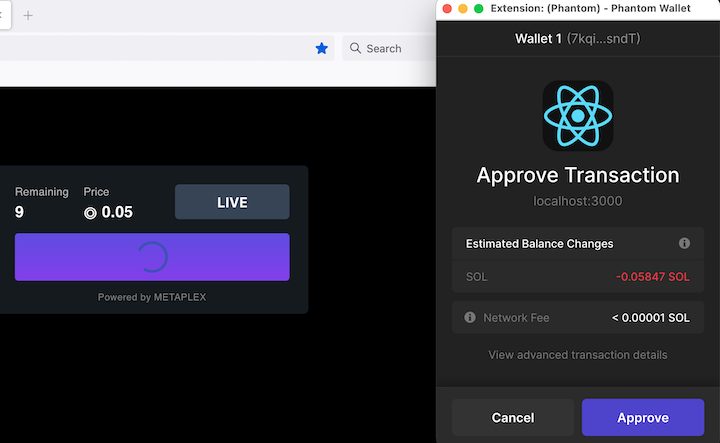 Search
Remaining
Price
9
0.05
LIVE
Powered by METAPLEX
Extension: (Phantom) - Phantom Wallet
Wallet 1 (7kqi...sndT)
Approve Transaction
localhost:3000
Estimated Balance Changes
SOL
-0.05847 SOL
Network Fee
< 0.00001 SOL
View advanced transaction details
Cancel
Approve